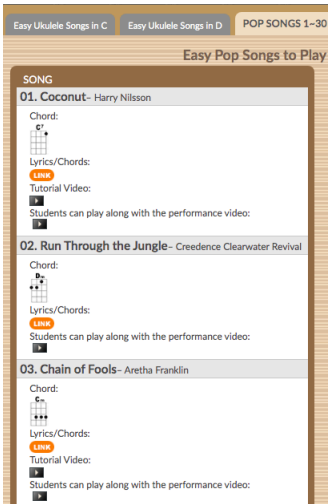 Easy Ukulele Songs in C Easy Ukulele Songs in D POP SONGS 1~30
Easy Pop Songs to Play
SONG
01. Coconut– Harry Nilsson
Chord:
C7
Lyrics/Chords:
LINK
Tutorial Video:
Students can play along with the performance video:
02. Run Through the Jungle– Creedence Clearwater Revival
Chord:
Dm
Lyrics/Chords:
LINK
Students can play along with the performance video:
03. Chain of Fools– Aretha Franklin
Chord:
Cm
Lyrics/Chords:
LINK
Tutorial Video:
Students can play along with the performance video: